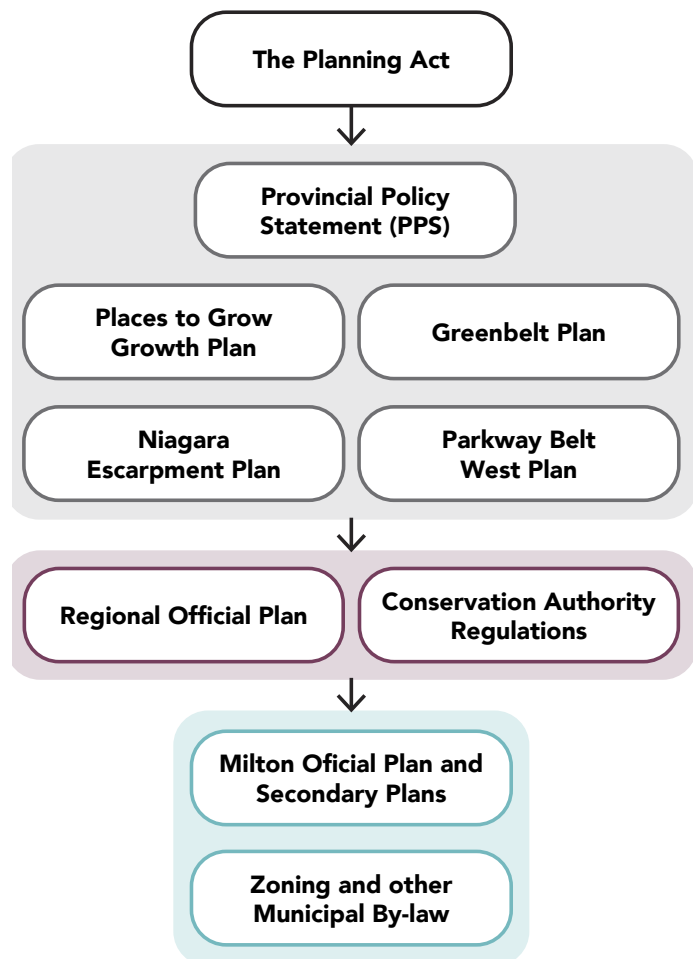 The Planning Act
Provincial Policy
Statement (PPS)
Places to Grow
Growth Plan
Greenbelt Plan
Niagara
Escarpment Plan
Parkway Belt
West Plan
Regional Official Plan
Conservation Authority
Regulations
Milton Oficial Plan and
Secondary Plans
Zoning and other
Municipal By-law